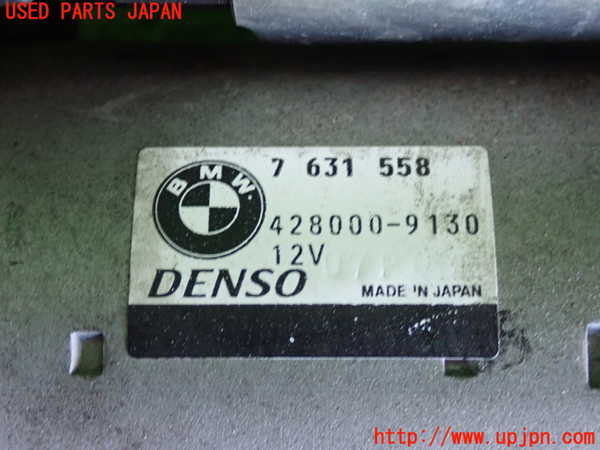 USED PARTS JAPAN
7 631 558
BMW
428000-9130
12V
DENSO
MADE IN JAPAN
http://www.upjpn.com/